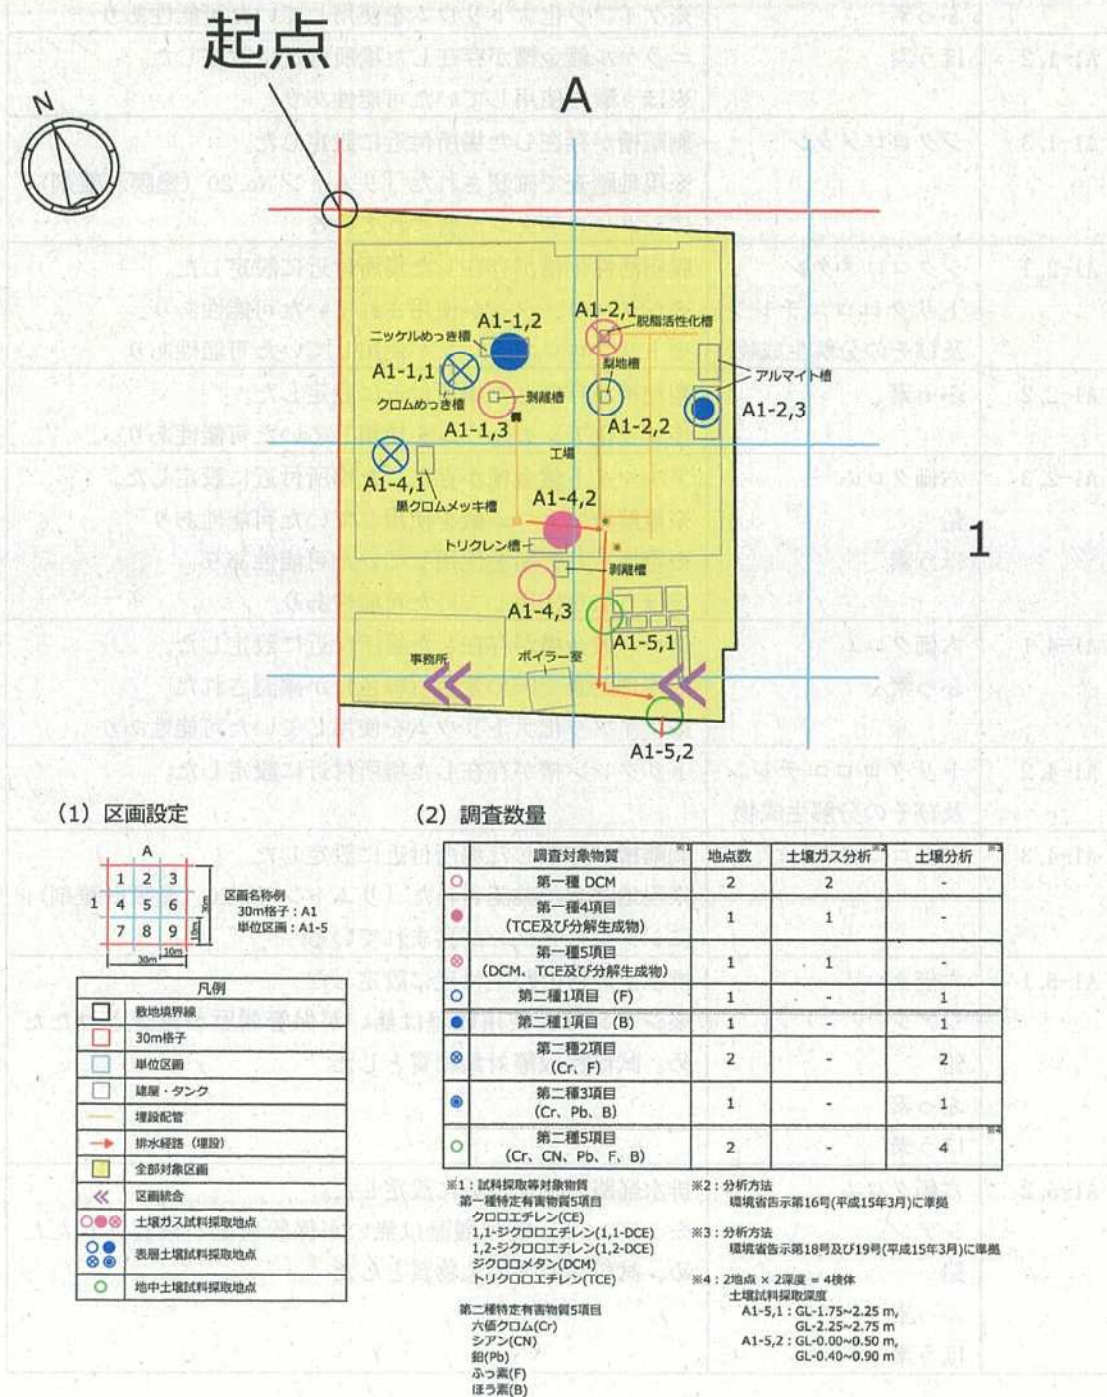 起点
N
A
A1-1,2
A1-2,1
脱脂活性化槽
ニッケルめっき槽
梨地槽
アルマイト槽
A1-1,1
クロムめっき槽
剥離槽
A1-2,3
A1-1,3
A1-2,2
工場
A1-4,1
黒クロムメッキ槽
A1-4,2
1
トリクレン槽
剥離槽
A1-4,3
A1-5,1
事務所
ボイラー室
A1-5,2
(1) 区画設定
A
1 2 3
1 4 5 6
7 8 9
30m
10m
10m
30m
区画名称例
30m格子:A1
単位区画:A1-5
凡例
敷地境界線
30m格子
単位区画
建屋・タンク
埋設配管
排水経路(埋設)
全部対象区画
区画統合
土壌ガス試料採取地点
表層土壌試料採取地点
地中土壌試料採取地点
(2) 調査数量
調査対象物質※1 地点数 土壌ガス分析※2 土壌分析※3
第一種 DCM 2 2 -
第一種4項目
(TCE及び分解生成物) 1 1 -
第一種5項目
(DCM、TCE及び分解生成物) 1 1 -
第二種1項目 (F) 1 - 1
第二種1項目 (B) 1 - 1
第二種2項目
(Cr、F) 2 - 2
第二種3項目
(Cr、Pb、B) 1 - 1
第二種5項目
(Cr、CN、Pb、F、B) 2 - 4※4
※1:試料採取等対象物質
第一種特定有害物質5項目
クロロエチレン(CE)
1,1-ジクロロエチレン(1,1-DCE)
1,2-ジクロロエチレン(1,2-DCE)
ジクロロメタン(DCM)
トリクロロエチレン(TCE)
第二種特定有害物質5項目
六価クロム(Cr)
シアン(CN)
鉛(Pb)
ふっ素(F)
ほう素(B)
※2:分析方法
環境省告示第16号(平成15年3月)に準拠
※3:分析方法
環境省告示第18号及び19号(平成15年3月)に準拠
※4:2地点 × 2深度 = 4検体
土壌試料採取深度
A1-5,1:GL-1.75~2.25 m,
GL-2.25~2.75 m
A1-5,2:GL-0.00~0.50 m,
GL-0.40~0.90 m